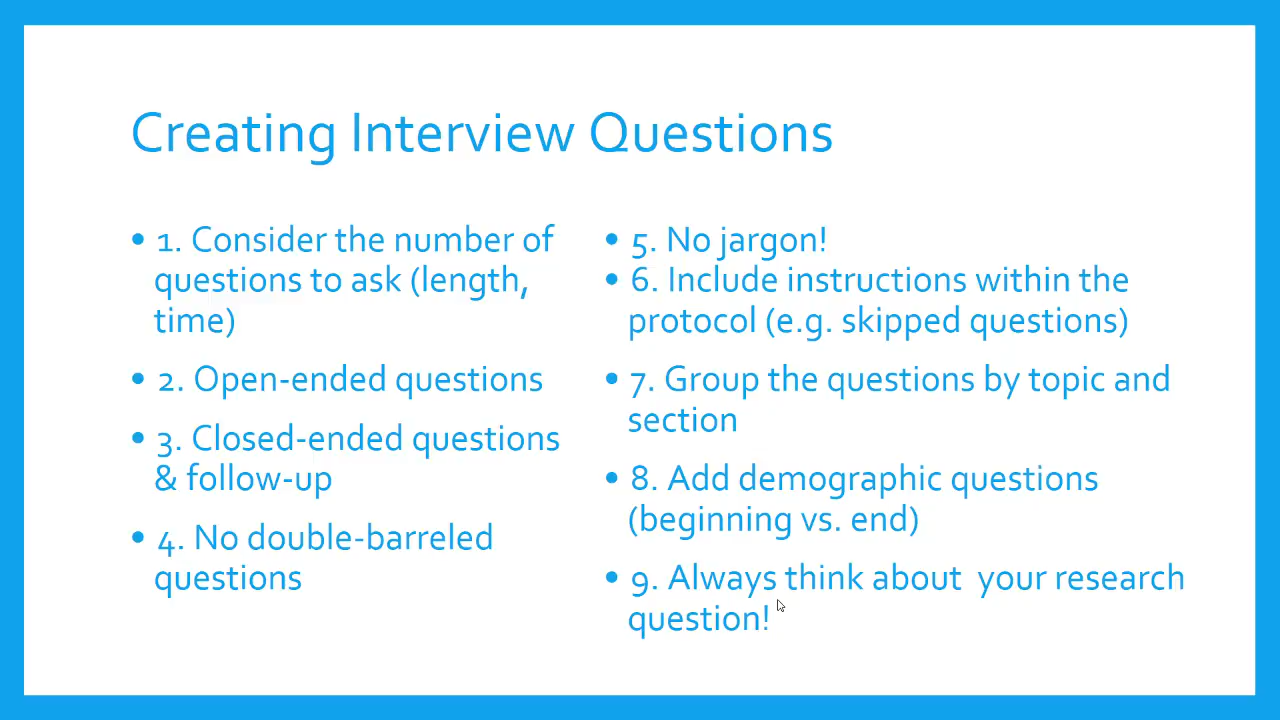 Creating Interview Questions
• 1. Consider the number of
questions to ask (length,
time)
• 2. Open-ended questions
• 3. Closed-ended questions
& follow-up
• 4. No double-barreled
questions
• 5. No jargon!
• 6. Include instructions within the
protocol (e.g. skipped questions)
• 7. Group the questions by topic and
section
• 8. Add demographic questions
(beginning vs. end)
• 9. Always think about  your research
question!